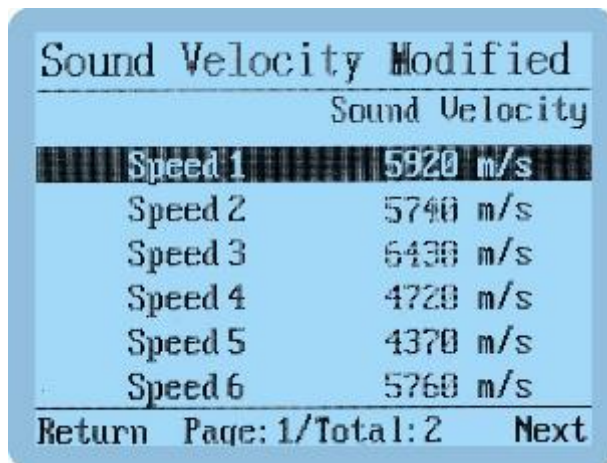 Sound Velocity Modified
Sound Velocity
Speed 1 5920 m/s
Speed 2 5740 m/s
Speed 3 6430 m/s
Speed 4 4720 m/s
Speed 5 4370 m/s
Speed 6 5760 m/s
Return Page: 1/Total: 2 Next